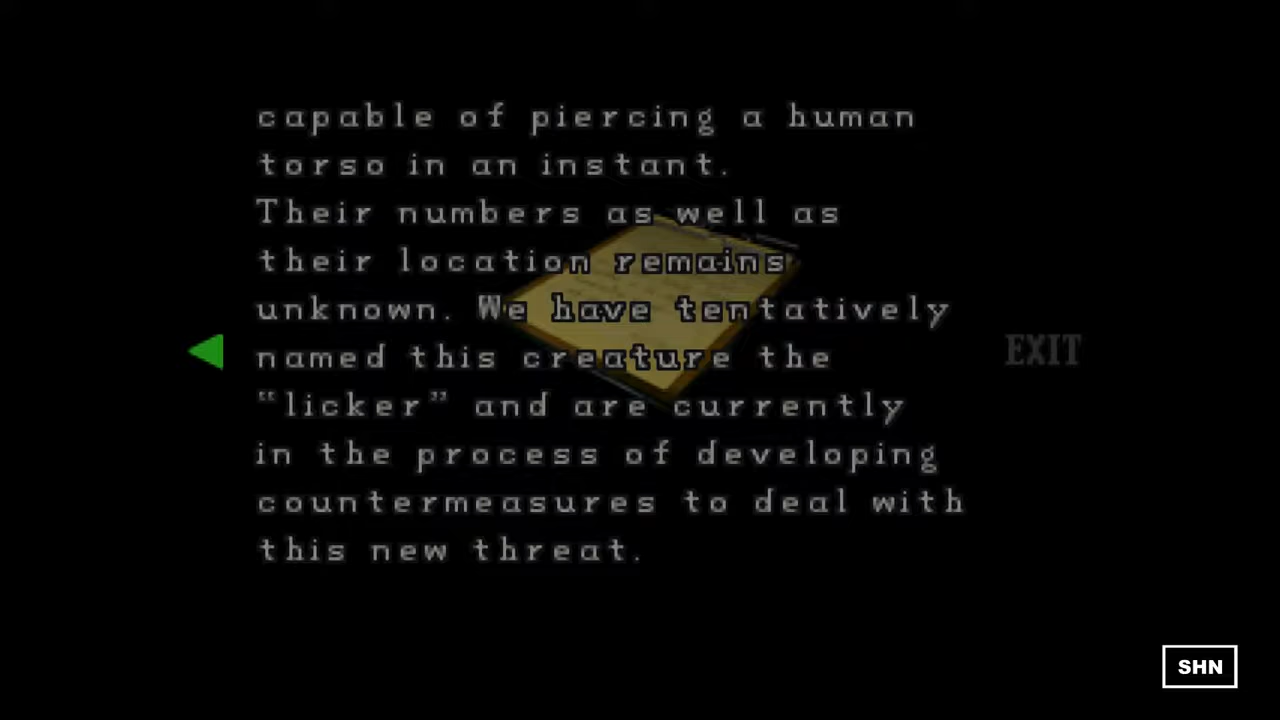 capable of piercing a human
torso in an instant.
Their numbers as well as
their location remains
unknown. We have tentatively
named this creature the
“licker” and are currently
in the process of developing
countermeasures to deal with
this new threat.
EXIT
SHN